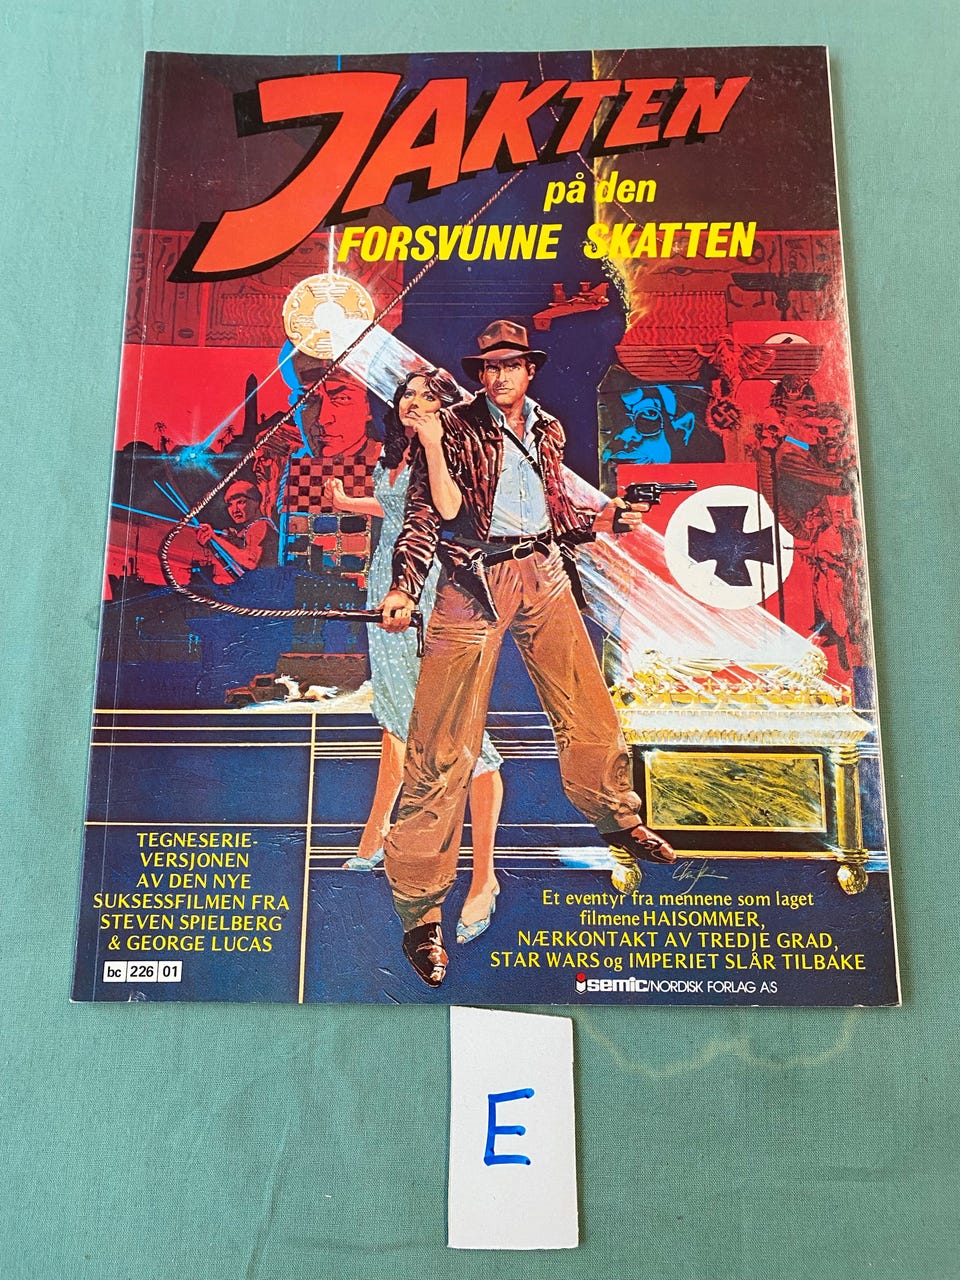 JAKTEN
på den
FORSVUNNE SKATTEN
TEGNESERIE-
VERSJONEN
AV DEN NYE
SUKSESSFILMEN FRA
STEVEN SPIELBERG
& GEORGE LUCAS
bc 226 01
Et eventyr fra mennene som laget
filmene HAISOMMER,
NÆRKONTAKT AV TREDJE GRAD,
STAR WARS og IMPERIET SLÅR TILBAKE
semic/NORDISK FORLAG A/S
E